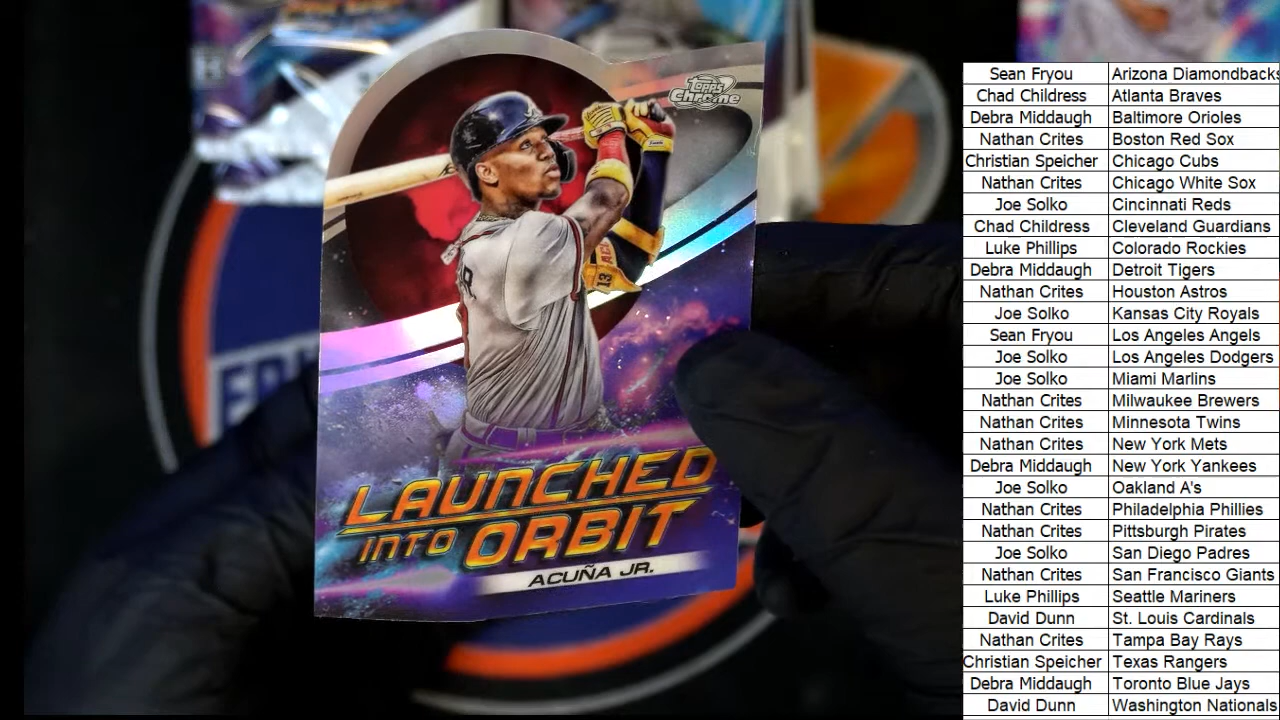 Topps
Chrome
LAUNCHED
INTO ORBIT
ACUÑA JR.
13
Sean Fryou Arizona Diamondbacks
Chad Childress Atlanta Braves
Debra Middaugh Baltimore Orioles
Nathan Crites Boston Red Sox
Christian Speicher Chicago Cubs
Nathan Crites Chicago White Sox
Joe Solko Cincinnati Reds
Chad Childress Cleveland Guardians
Luke Phillips Colorado Rockies
Debra Middaugh Detroit Tigers
Nathan Crites Houston Astros
Joe Solko Kansas City Royals
Sean Fryou Los Angeles Angels
Joe Solko Los Angeles Dodgers
Joe Solko Miami Marlins
Nathan Crites Milwaukee Brewers
Nathan Crites Minnesota Twins
Nathan Crites New York Mets
Debra Middaugh New York Yankees
Joe Solko Oakland A's
Nathan Crites Philadelphia Phillies
Nathan Crites Pittsburgh Pirates
Joe Solko San Diego Padres
Nathan Crites San Francisco Giants
Luke Phillips Seattle Mariners
David Dunn St. Louis Cardinals
Nathan Crites Tampa Bay Rays
Christian Speicher Texas Rangers
Debra Middaugh Toronto Blue Jays
David Dunn Washington Nationals